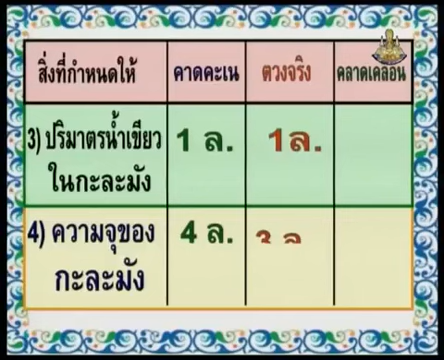 สิ่งที่กำหนดให้ คาดคะเน ตวงจริง คลาดเคลื่อน
3) ปริมาตรน้ำเขียว 1 ล. 1 ล.
ในกะละมัง
4) ความจุของ 4 ล. 3 ล
กะละมัง